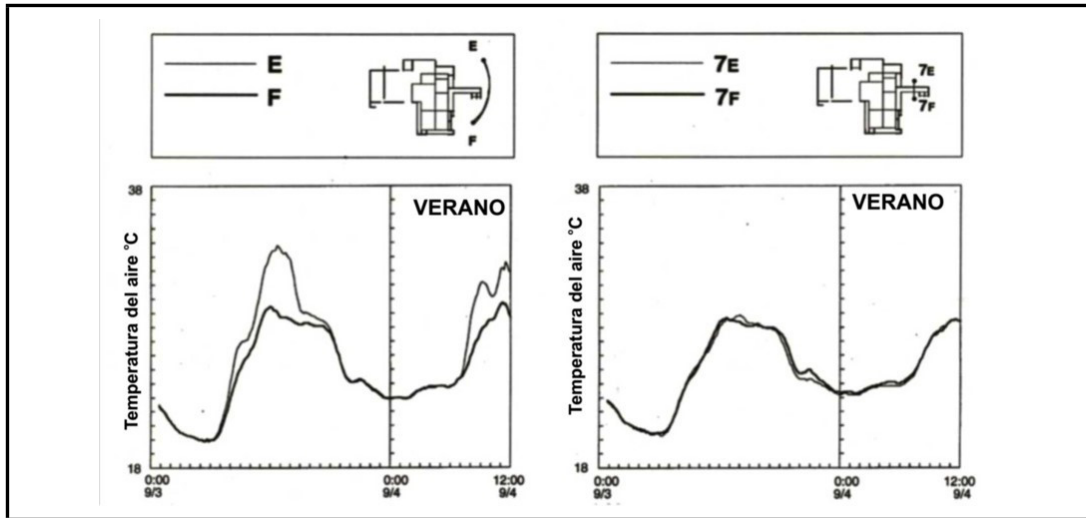 E
F
E
F
7E
7F
7E
7F
38
VERANO
Temperatura del aire °C
18
0:00
9/3
0:00
9/4
12:00
9/4
38
VERANO
Temperatura del aire °C
18
0:00
9/3
0:00
9/4
12:00
9/4